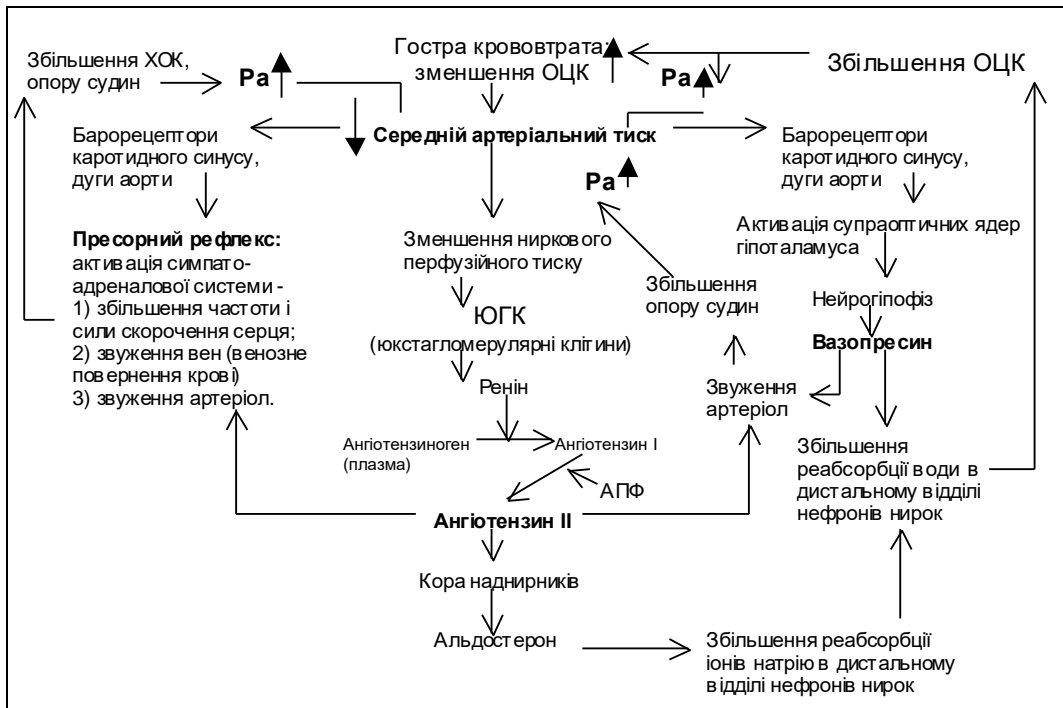 Збільшення ХОК,
опору судин
Ра
Гостра крововтрата:
зменшення ОЦК
Ра
Збільшення ОЦК
Барорецептори
каротидного синусу,
дуги аорти
Середній артеріальний тиск
Барорецептори
каротидного синусу,
дуги аорти
Ра
Пресорний рефлекс:
активація симпато-
адреналової системи -
1) збільшення частоти і
сили скорочення серця;
2) звуження вен (венозне
повернення крові)
3) звуження артеріол.
Зменшення ниркового
перфузійного тиску
ЮГК
(юкстагломерулярні клітини)
Ренін
Ангіотензиноген
(плазма)
Ангіотензин І
АПФ
Ангіотензин ІІ
Кора наднирників
Альдостерон
Збільшення
опору судин
Звуження
артеріол
Активація супраоптичних ядер
гіпоталамуса
Нейрогіпофіз
Вазопресин
Збільшення
реабсорбції води в
дистальному відділі
нефронів нирок
Збільшення реабсорбції
іонів натрію в дистальному
відділі нефронів нирок